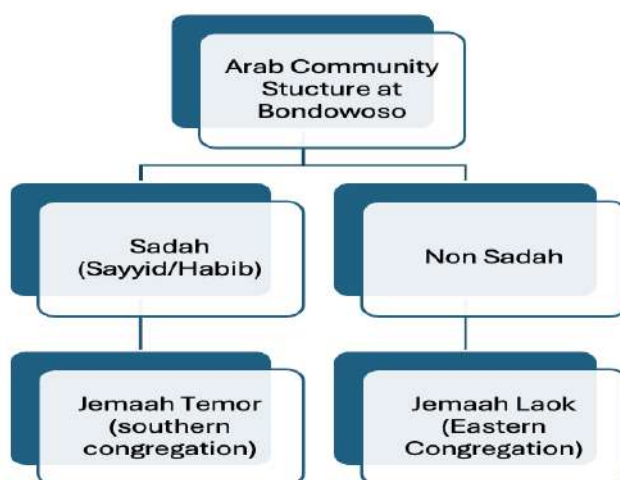 Arab Community
Stucture at
Bondowoso
Sadah
(Sayyid/Habib)
Non Sadah
Jemaah Temor
(southern
congregation)
Jemaah Laok
(Eastern
Congregation)